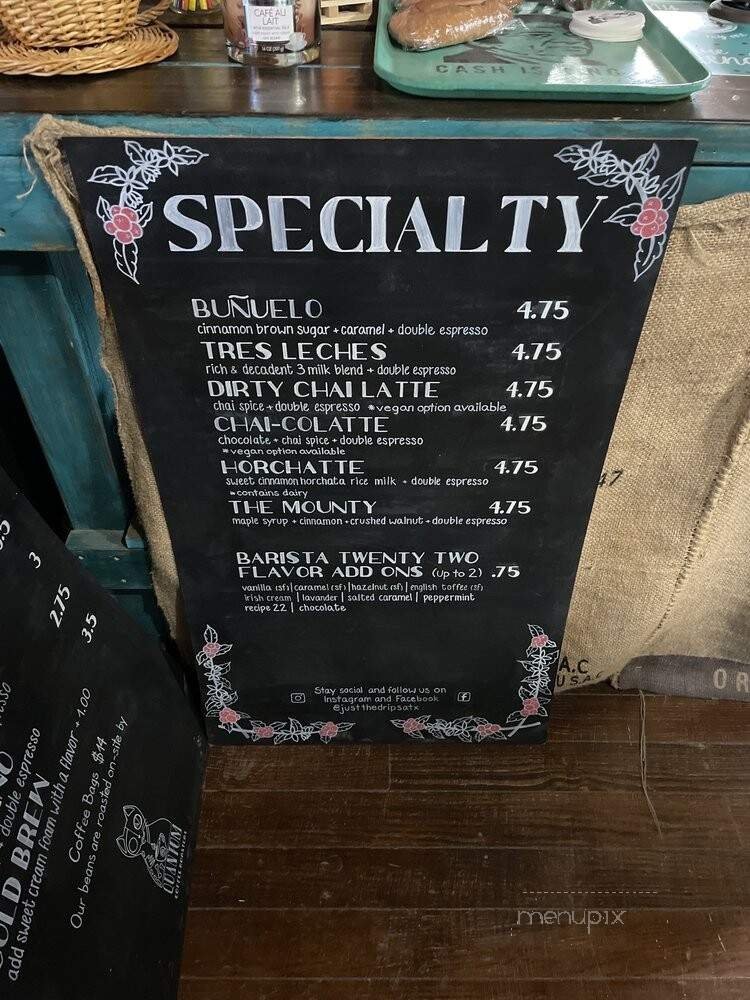 CAFÉ AU
LAIT
CASH IS KING
SPECIALTY
BUÑUELO 4.75
cinnamon brown sugar + caramel + double espresso
TRES LECHES 4.75
rich & decadent 3 milk blend + double espresso
DIRTY CHAI LATTE 4.75
chai spice + double espresso *vegan option available
CHAI-COLATTE 4.75
chocolate + chai spice + double espresso
*vegan option available
HORCHATTE 4.75
sweet cinnamon horchata rice milk + double espresso
*contains dairy
THE MOUNTY 4.75
maple syrup + cinnamon + crushed walnut + double espresso
BARISTA TWENTY TWO
FLAVOR ADD ONS (Up to 2) .75
vanilla (sf) | caramel (sf) | hazelnut (sf) | english toffee (sf)
irish cream | lavander | salted caramel | peppermint
recipe 22 | chocolate
Stay social and follow us on
Instagram and Facebook
@justthedripsatx
47
A.C
U.S.A
OR
3
2.75
3.5
double espresso
OLD BREW
add sweet cream foam with a flavor + 1.00
Coffee Bags $14
Our beans are roasted on-site by
QUANTUM
menupix